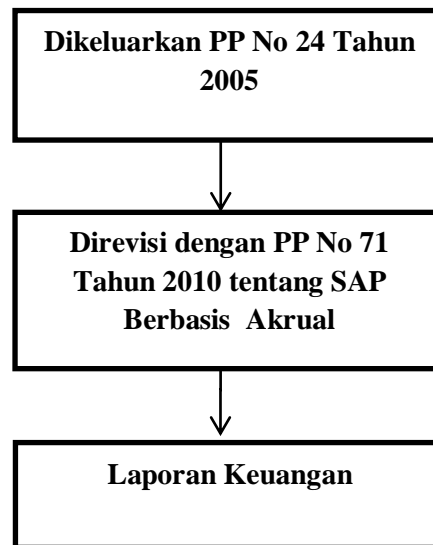 Dikeluarkan PP No 24 Tahun
2005
Direvisi dengan PP No 71
Tahun 2010 tentang SAP
Berbasis Akrual
Laporan Keuangan